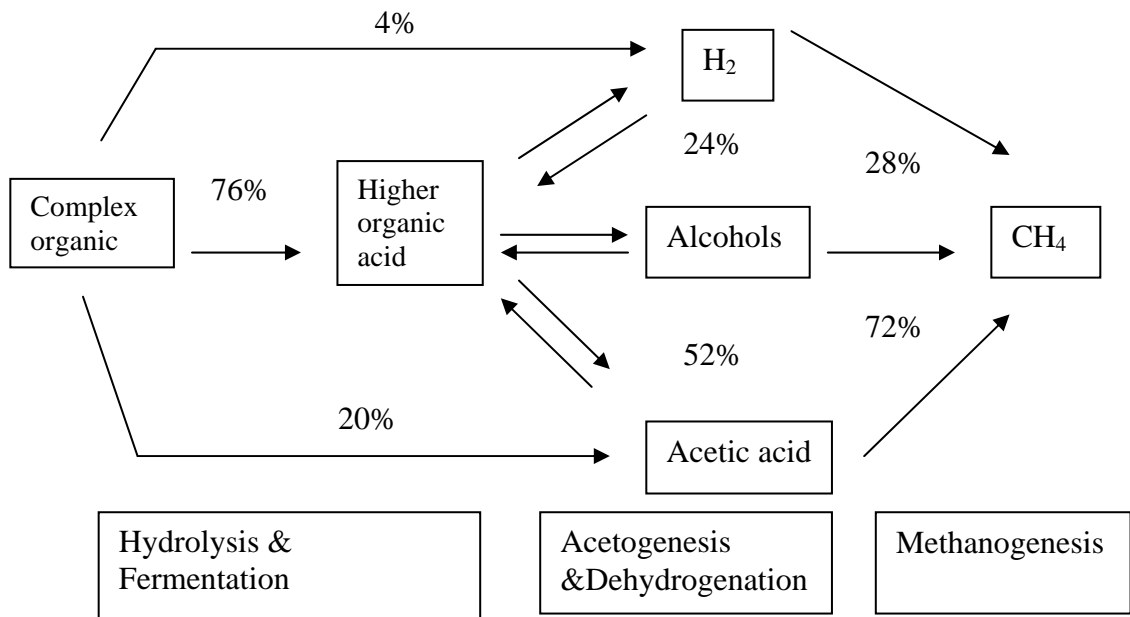 4%
H₂
24%
28%
76%
Complex
organic
Higher
organic
acid
Alcohols
CH₄
72%
52%
20%
Acetic acid
Hydrolysis &
Fermentation
Acetogenesis
&Dehydrogenation
Methanogenesis